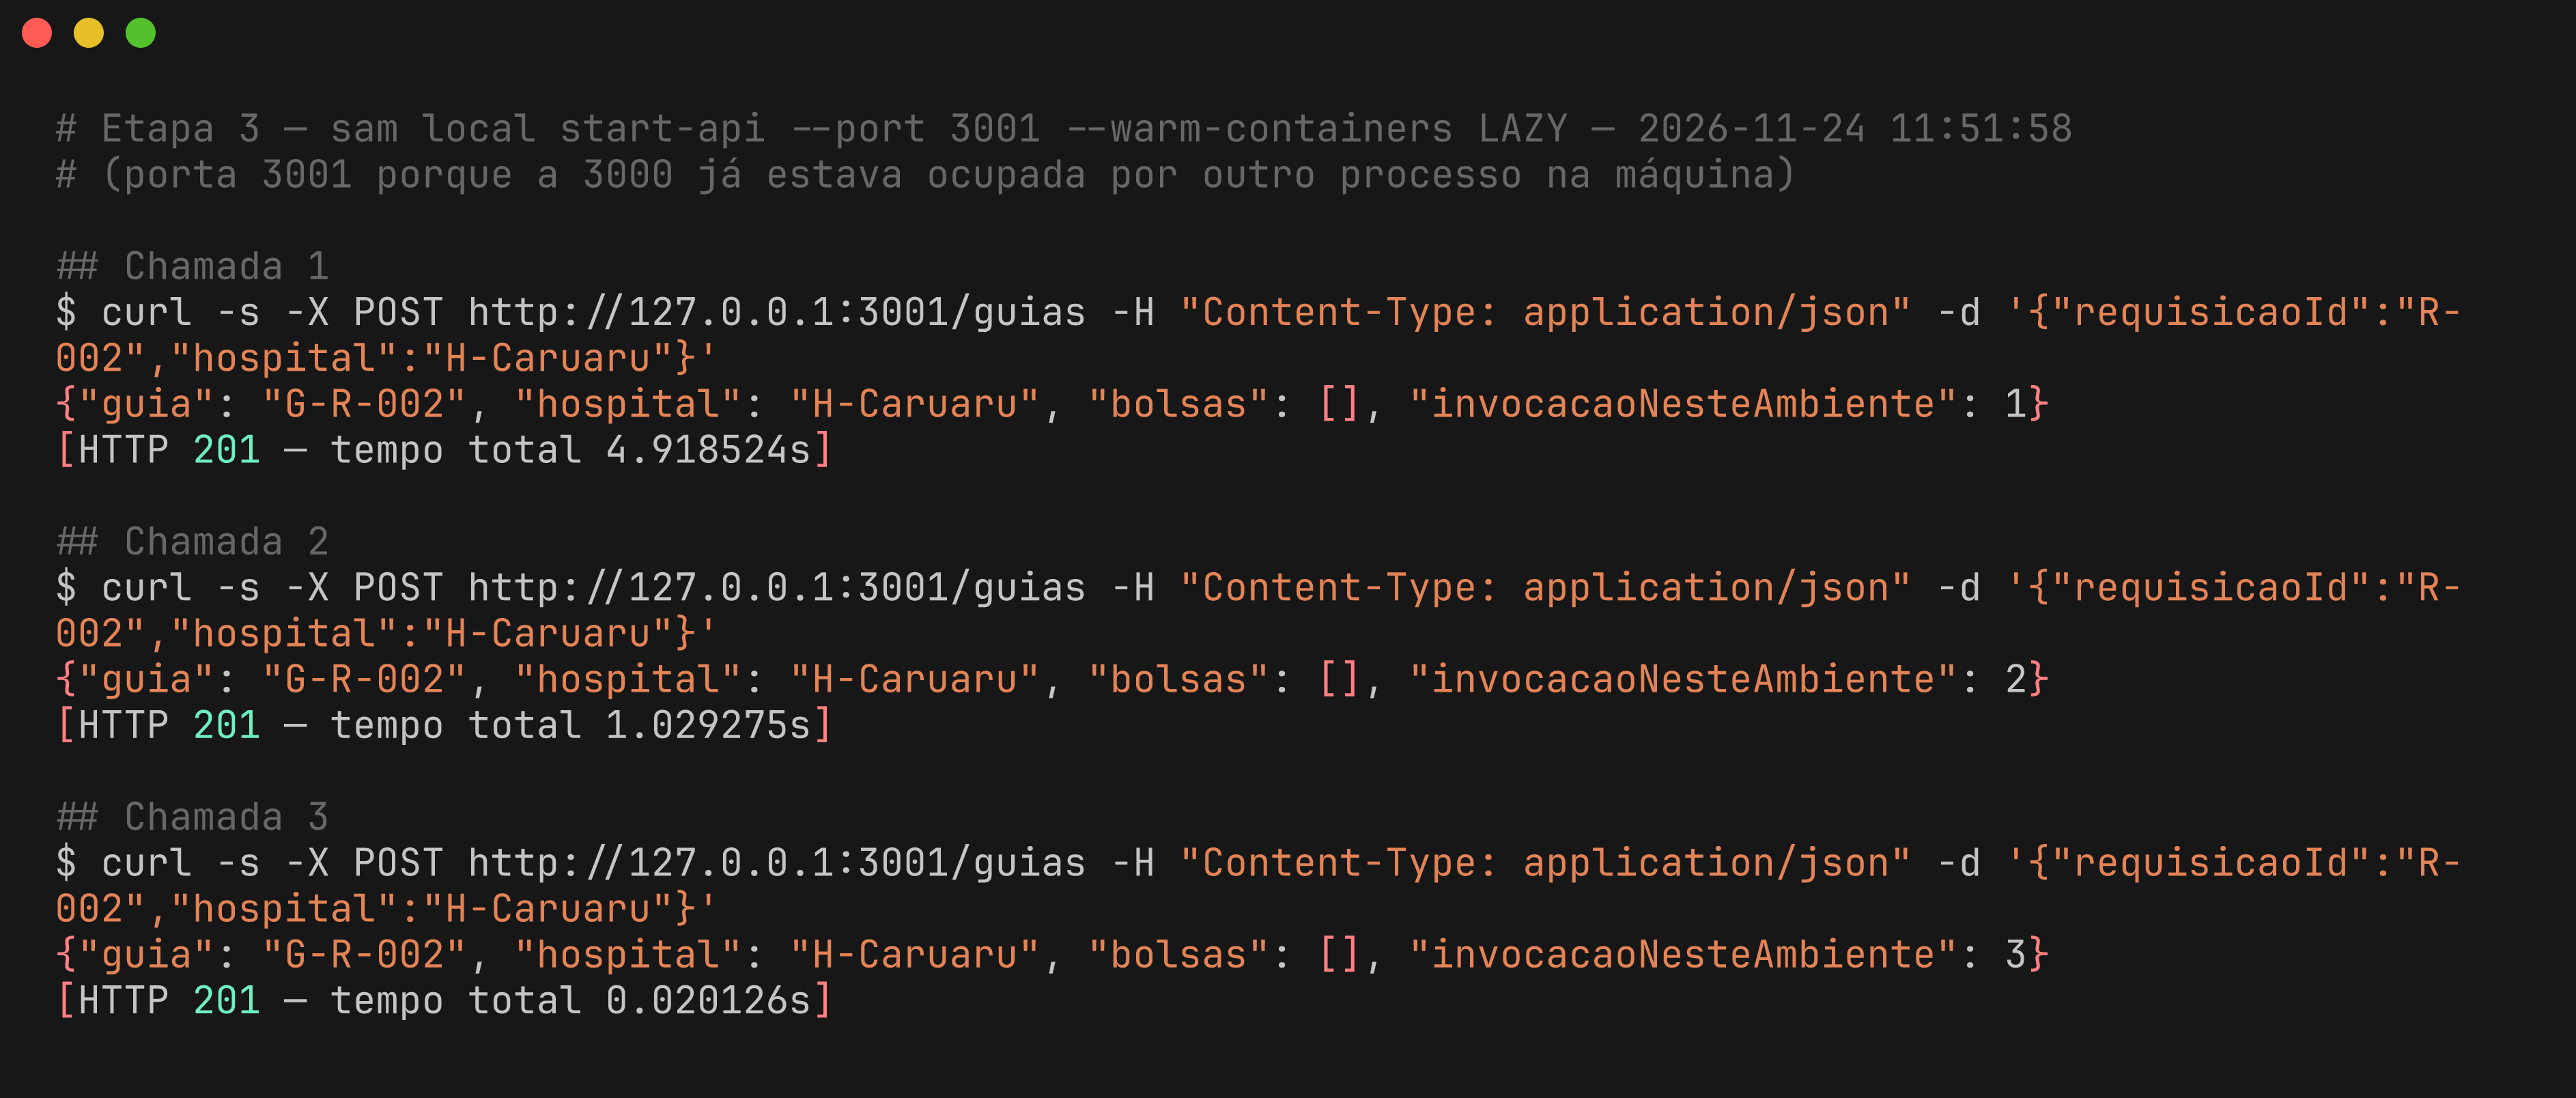 # Etapa 3 — sam local start-api --port 3001 --warm-containers LAZY — 2026-11-24 11:51:58
# (porta 3001 porque a 3000 já estava ocupada por outro processo na máquina)
## Chamada 1
$ curl -s -X POST http://127.0.0.1:3001/guias -H "Content-Type: application/json" -d '{"requisicaoId":"R-
002","hospital":"H-Caruaru"}'
{"guia": "G-R-002", "hospital": "H-Caruaru", "bolsas": [], "invocacaoNesteAmbiente": 1}
[HTTP 201 — tempo total 4.918524s]
## Chamada 2
$ curl -s -X POST http://127.0.0.1:3001/guias -H "Content-Type: application/json" -d '{"requisicaoId":"R-
002","hospital":"H-Caruaru"}'
{"guia": "G-R-002", "hospital": "H-Caruaru", "bolsas": [], "invocacaoNesteAmbiente": 2}
[HTTP 201 — tempo total 1.029275s]
## Chamada 3
$ curl -s -X POST http://127.0.0.1:3001/guias -H "Content-Type: application/json" -d '{"requisicaoId":"R-
002","hospital":"H-Caruaru"}'
{"guia": "G-R-002", "hospital": "H-Caruaru", "bolsas": [], "invocacaoNesteAmbiente": 3}
[HTTP 201 — tempo total 0.020126s]